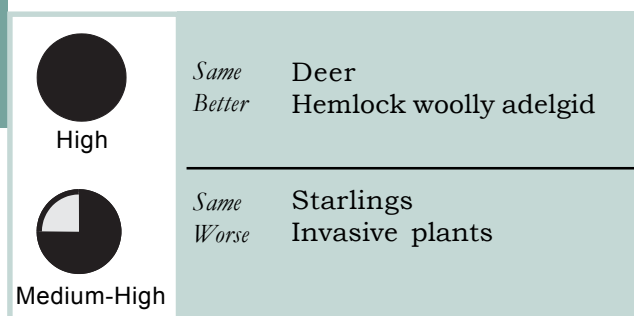 Same Deer
Better Hemlock woolly adelgid
High
Same Starlings
Worse Invasive plants
Medium-High